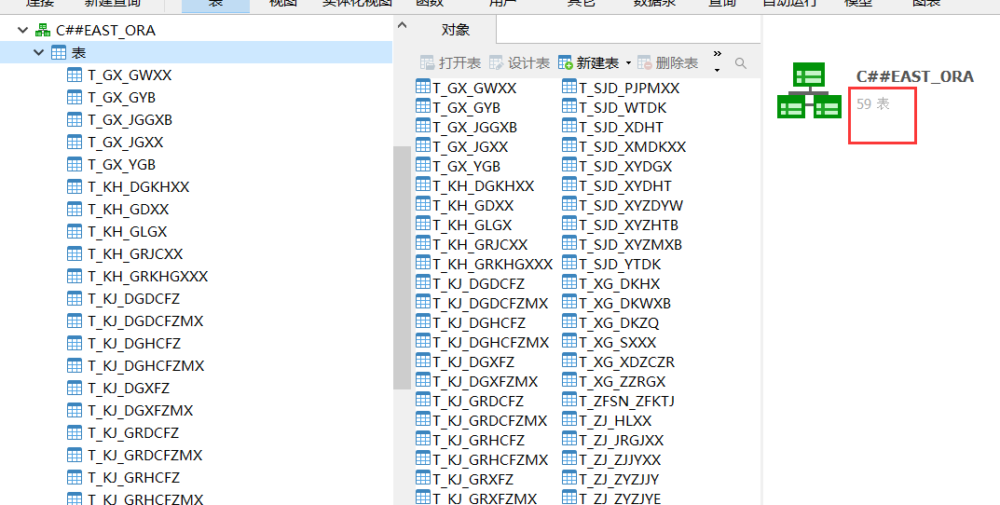 连接 新建查询 表 视图 实体化视图 函数 用户 其它 数据泵 查询 自动运行 模型 图表
C##EAST_ORA
表
T_GX_GWXX
T_GX_GYB
T_GX_JGGXB
T_GX_JGXX
T_GX_YGB
T_KH_DGKHXX
T_KH_GDXX
T_KH_GLGX
T_KH_GRJCXX
T_KH_GRKHGXXX
T_KJ_DGDCFZ
T_KJ_DGDCFZMX
T_KJ_DGHCFZ
T_KJ_DGHCFZMX
T_KJ_DGXFZ
T_KJ_DGXFZMX
T_KJ_GRDCFZ
T_KJ_GRDCFZMX
T_KJ_GRHCFZ
T_KJ_GRHCFZMX
对象
打开表 设计表 新建表 删除表
T_GX_GWXX
T_GX_GYB
T_GX_JGGXB
T_GX_JGXX
T_GX_YGB
T_KH_DGKHXX
T_KH_GDXX
T_KH_GLGX
T_KH_GRJCXX
T_KH_GRKHGXXX
T_KJ_DGDCFZ
T_KJ_DGDCFZMX
T_KJ_DGHCFZ
T_KJ_DGHCFZMX
T_KJ_DGXFZ
T_KJ_DGXFZMX
T_KJ_GRDCFZ
T_KJ_GRDCFZMX
T_KJ_GRHCFZ
T_KJ_GRHCFZMX
T_KJ_GRXFZ
T_KJ_GRXFZMX
T_SJD_PJPMXX
T_SJD_WTDK
T_SJD_XDHT
T_SJD_XMDKXX
T_SJD_XYDGX
T_SJD_XYDHT
T_SJD_XYZDYW
T_SJD_XYZHTB
T_SJD_XYZMXB
T_SJD_YTDK
T_XG_DKHX
T_XG_DKWXB
T_XG_DKZQ
T_XG_SXXX
T_XG_XDZCZR
T_XG_ZZRGX
T_ZFSN_ZFKTJ
T_ZJ_HLXX
T_ZJ_JRGJXX
T_ZJ_ZJJYXX
T_ZJ_ZYZJJY
T_ZJ_ZYZJYE
C##EAST_ORA
59 表